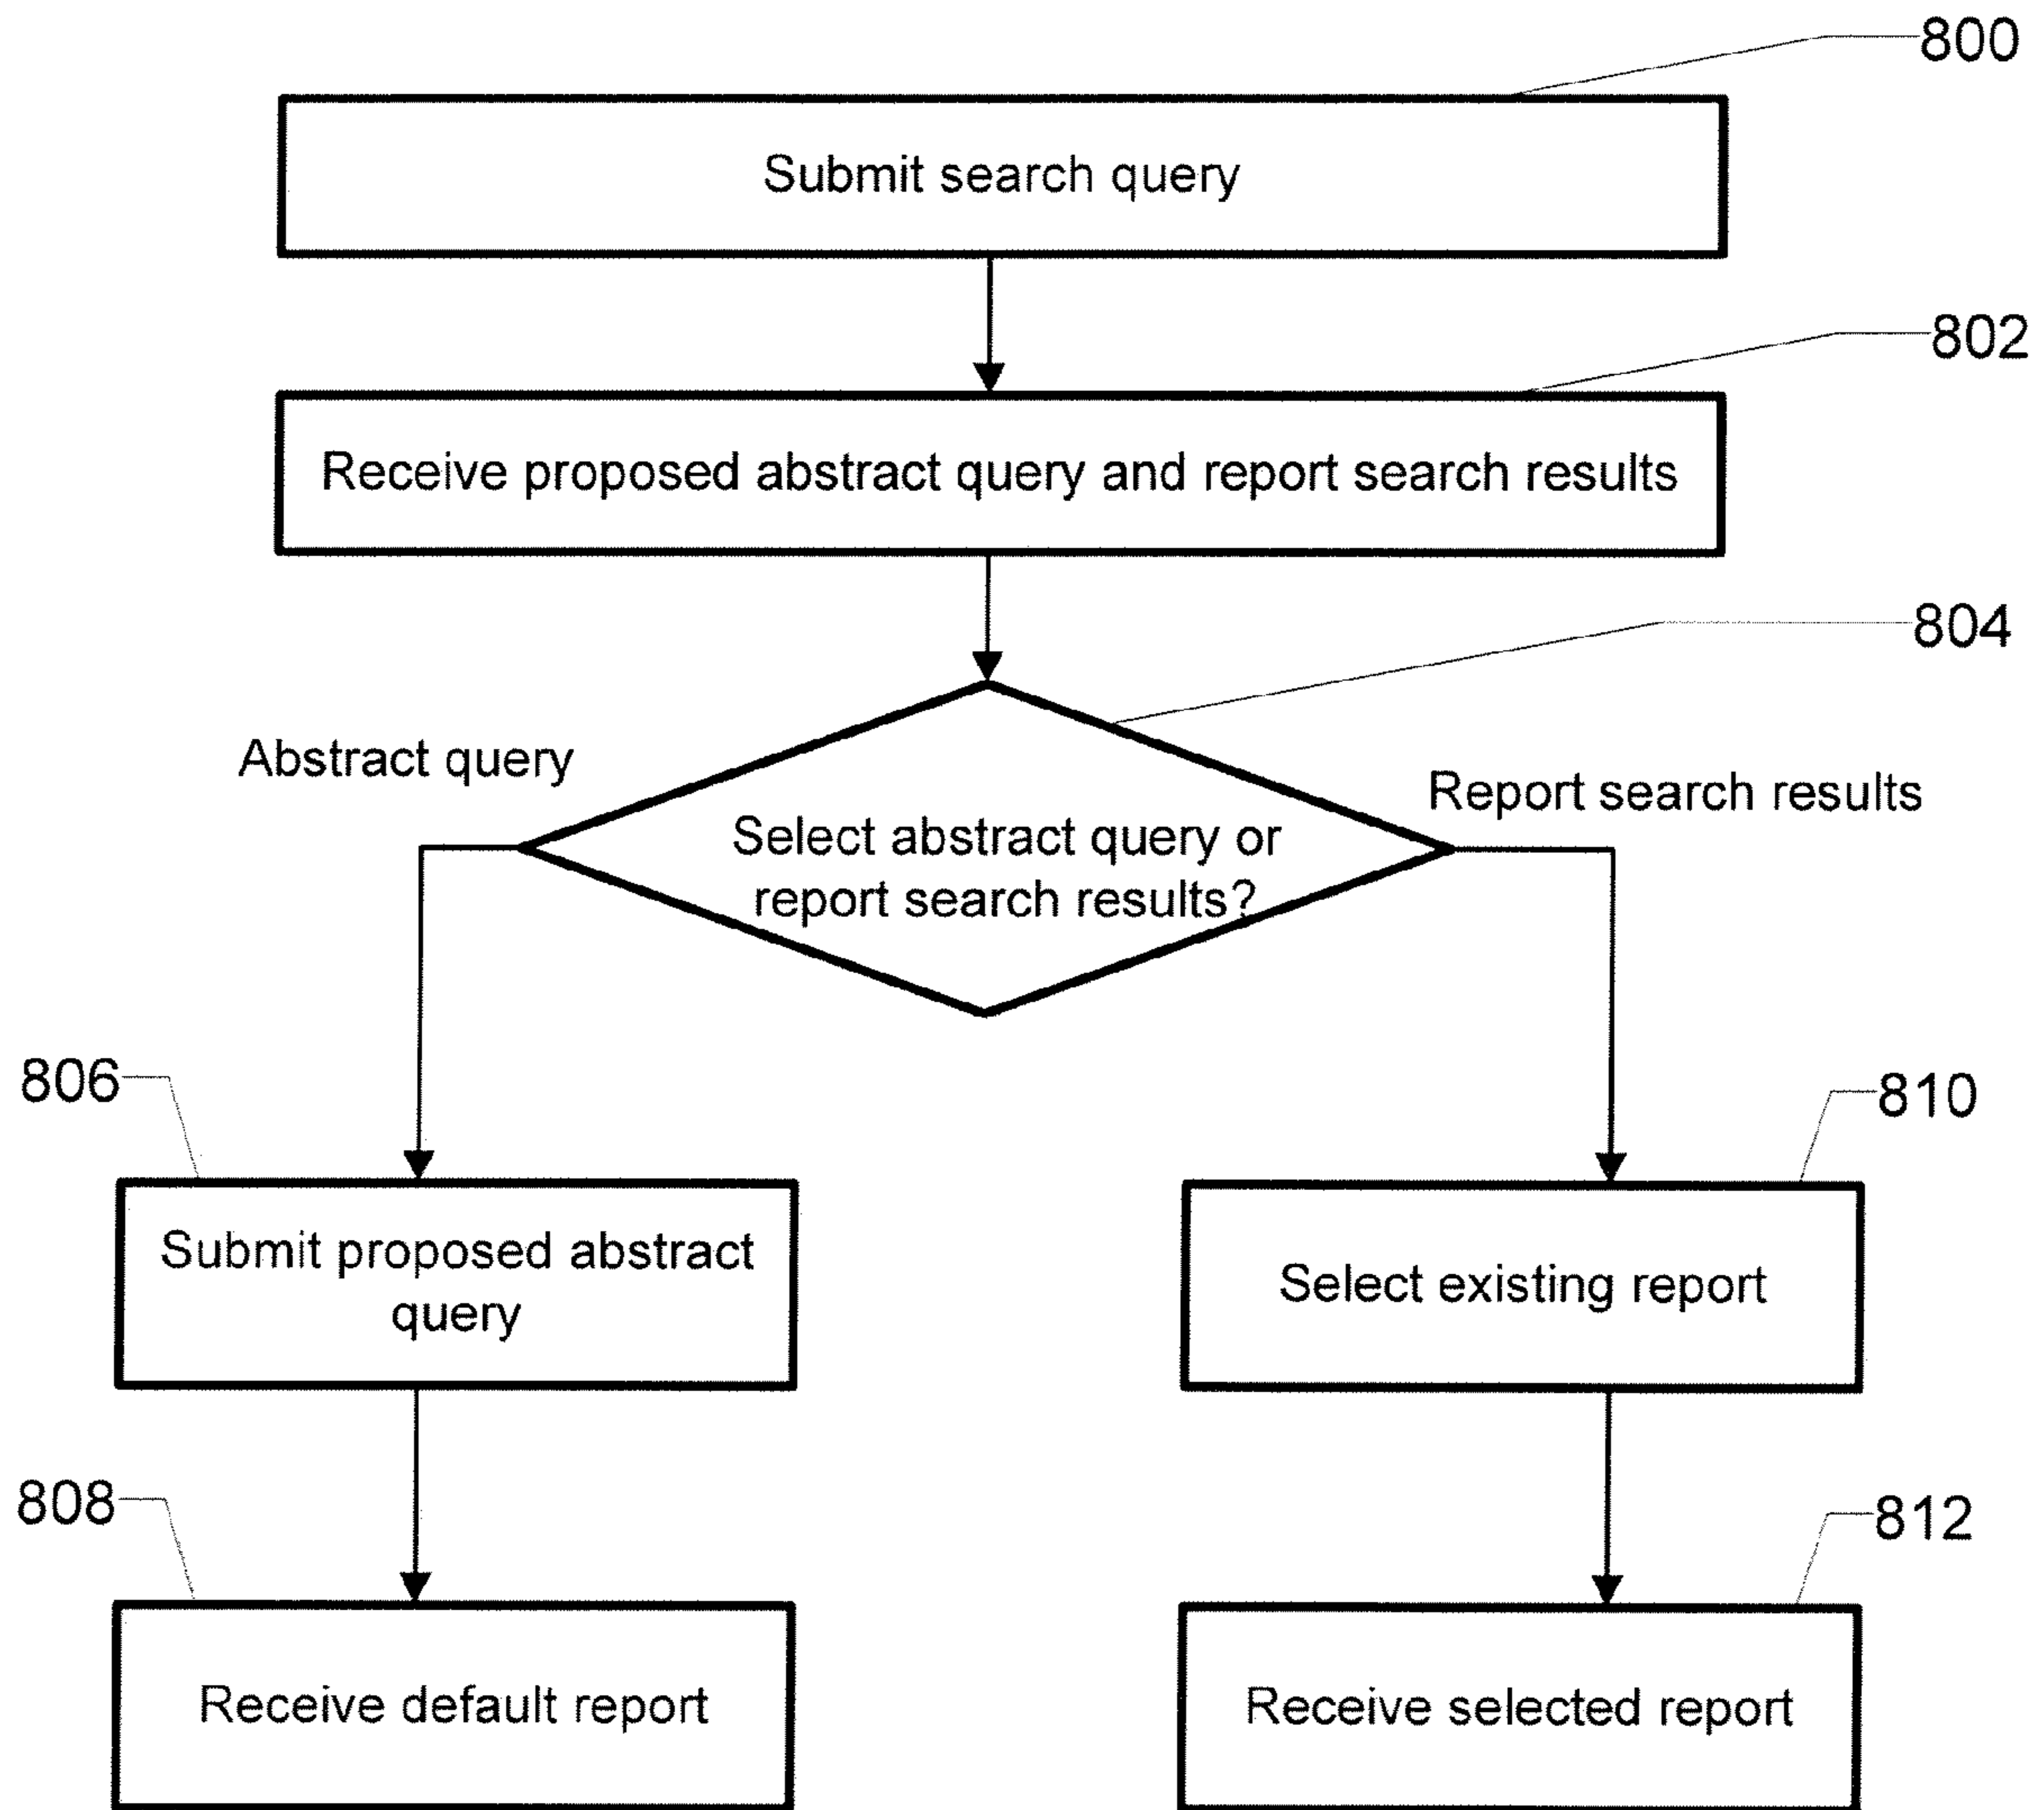 800
Submit search query
802
Receive proposed abstract query and report search results
804
Abstract query
Report search results
Select abstract query or
report search results?
806
810
Submit proposed abstract
query
Select existing report
808
812
Receive default report
Receive selected report